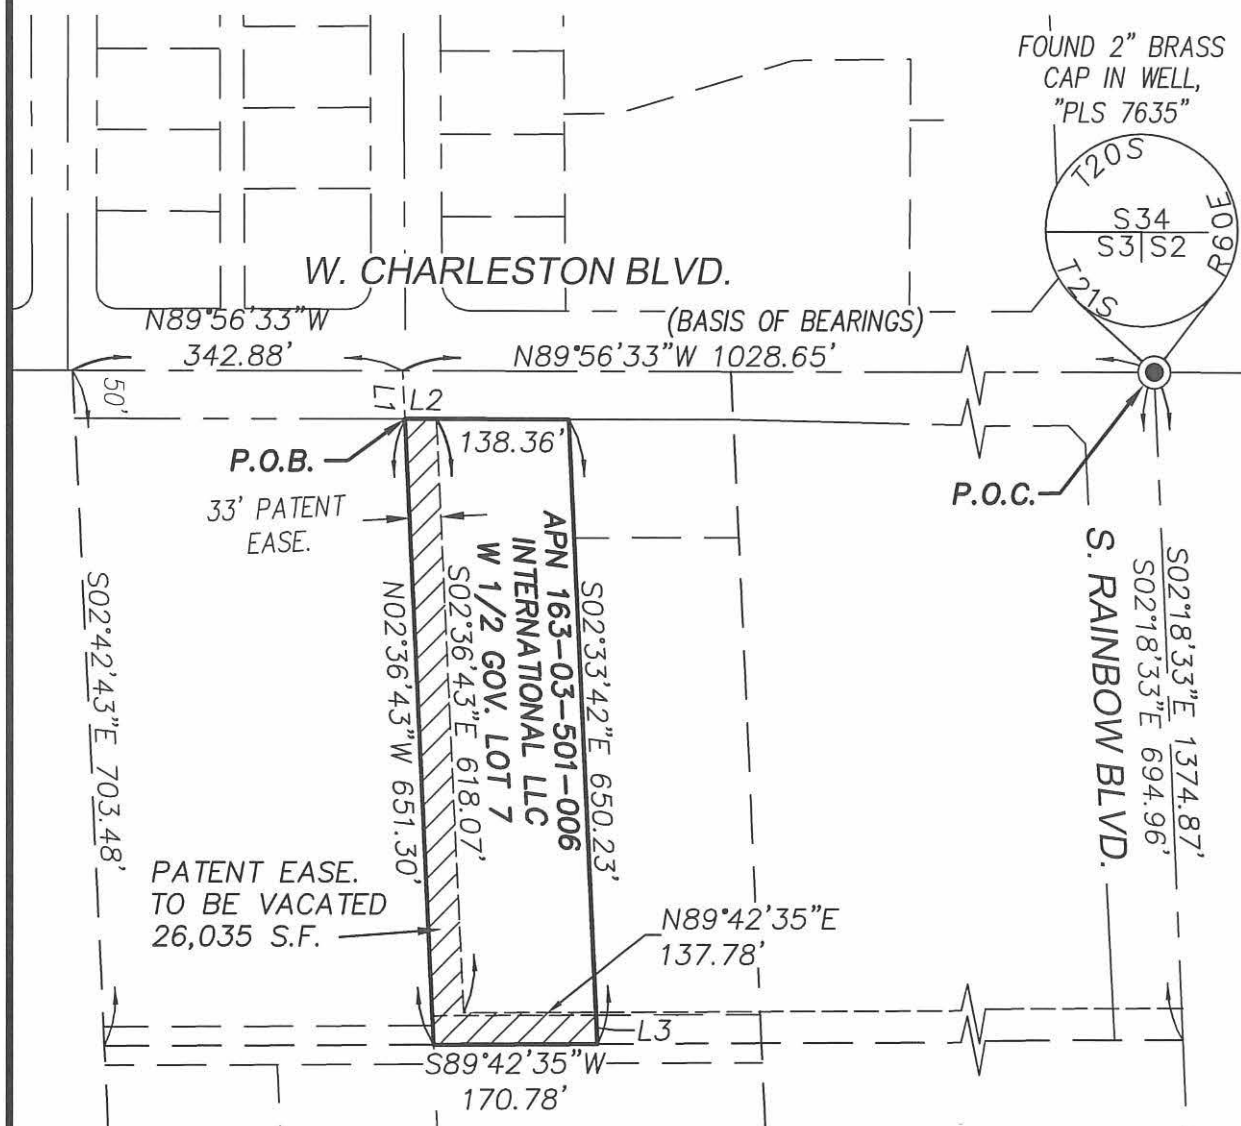 FOUND 2" BRASS
CAP IN WELL,
"PLS 7635"
T20S
S34
S3 S2
R60E
T21S
W. CHARLESTON BLVD.
N89°56'33"W
342.88'
(BASIS OF BEARINGS)
N89°56'33"W 1028.65'
50'
L1
L2
P.O.B.
138.36'
P.O.C.
33' PATENT
EASE.
S02°42'43"E 703.48'
N02°36'43"W 651.30'
S02°36'43"E 618.07'
APN 163-03-501-006
INTERNATIONAL LLC
W 1/2 GOV. LOT 7
S02°33'42"E 650.23'
S. RAINBOW BLVD.
S02°18'33"E 1374.87'
S02°18'33"E 694.96'
PATENT EASE.
TO BE VACATED
26,035 S.F.
N89°42'35"E
137.78'
L3
S89°42'35"W
170.78'